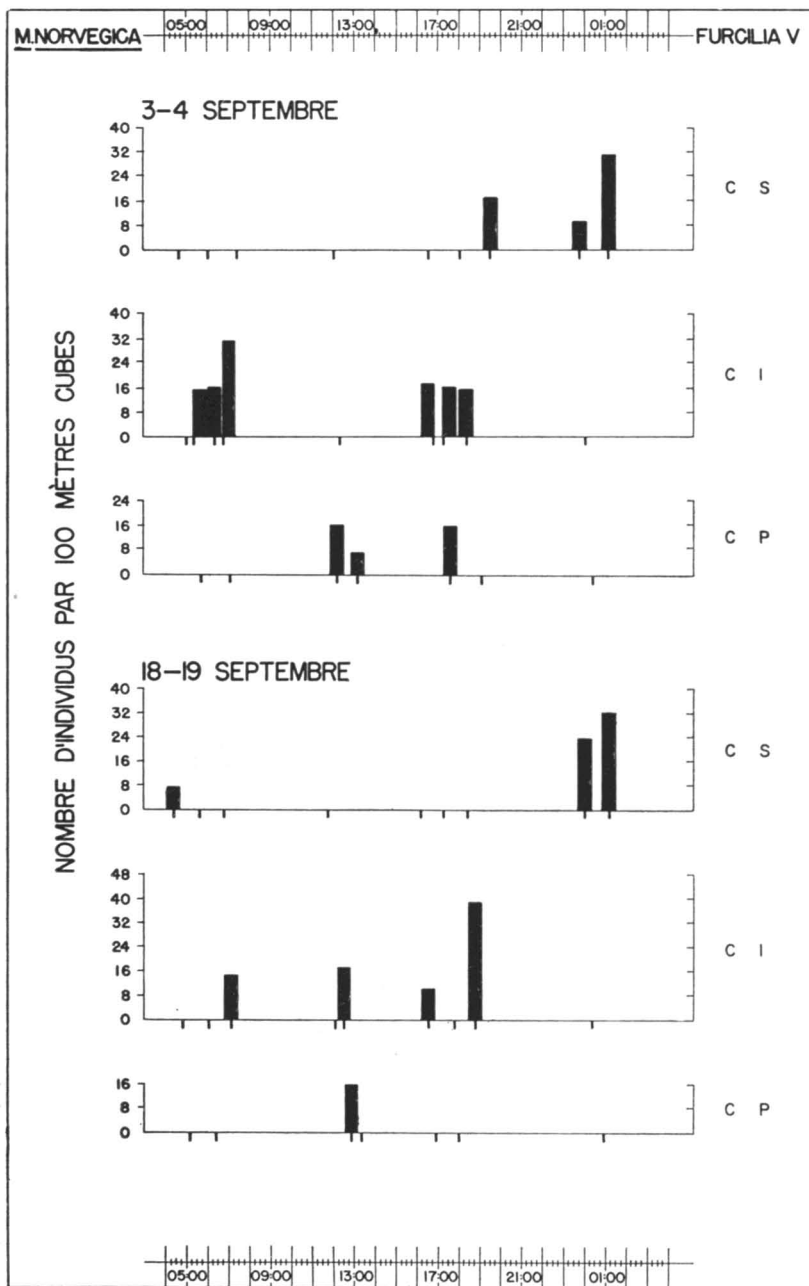 M.NORVEGICA 05:00 09:00 13:00 17:00 21:00 01:00 FURCILIA V
3-4 SEPTEMBRE
40
32
24
16
8
0
C S
40
32
24
16
8
0
C I
24
16
8
0
C P
NOMBRE D'INDIVIDUS PAR 100 MÈTRES CUBES
18-19 SEPTEMBRE
40
32
24
16
8
0
C S
48
40
32
24
16
8
0
C I
16
8
0
C P
05:00 09:00 13:00 17:00 21:00 01:00